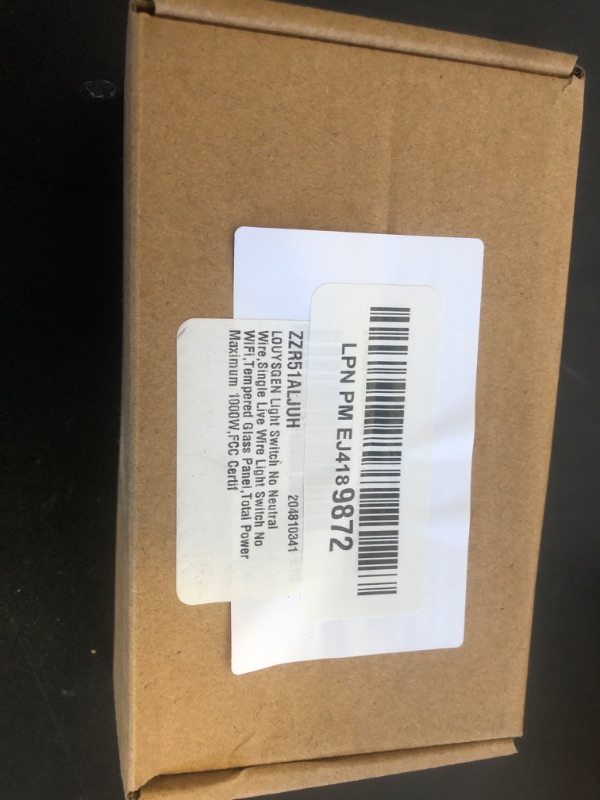 LPN PM EJ4189872
ZZR51ALJUH 204810341
LOUYSGEN Light Switch No Neutral
Wire,Single Live Wire Light Switch No
WiFi,Tempered Glass Panel,Total Power
Maximum 1000W,FCC Certif